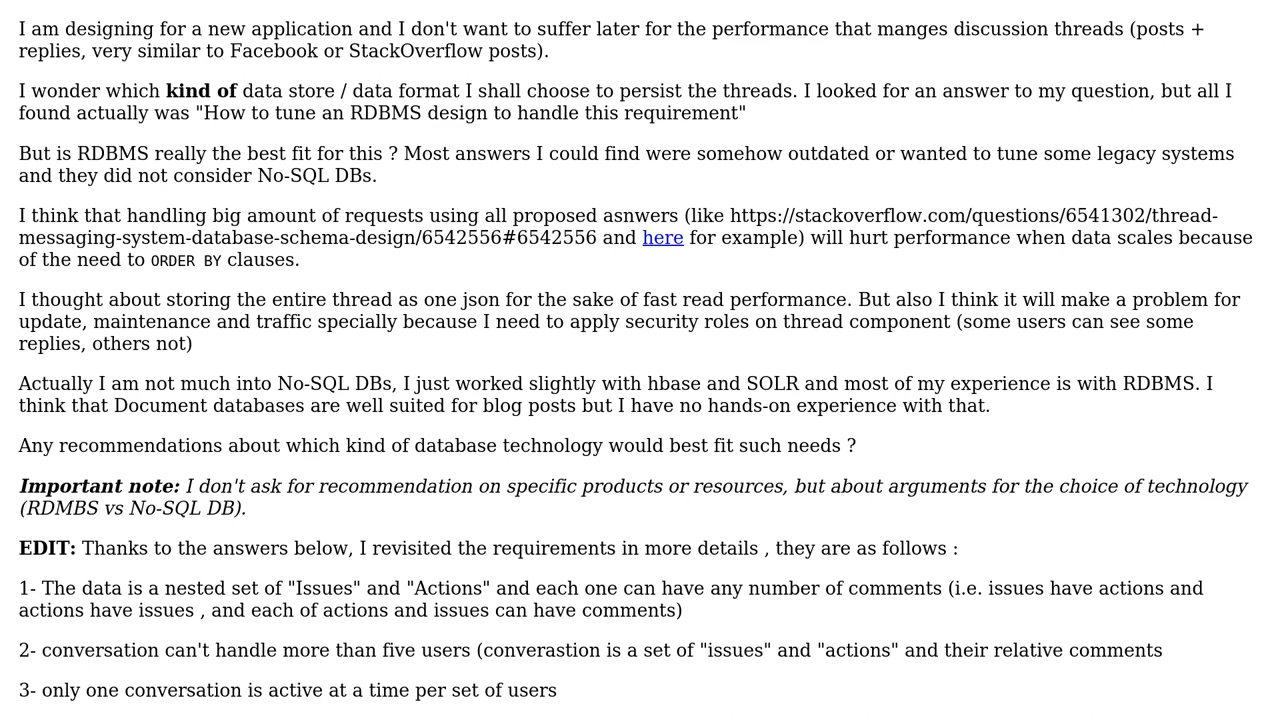 I am designing for a new application and I don't want to suffer later for the performance that manges discussion threads (posts +
replies, very similar to Facebook or StackOverflow posts).
I wonder which kind of data store / data format I shall choose to persist the threads. I looked for an answer to my question, but all I
found actually was "How to tune an RDBMS design to handle this requirement"
But is RDBMS really the best fit for this ? Most answers I could find were somehow outdated or wanted to tune some legacy systems
and they did not consider No-SQL DBs.
I think that handling big amount of requests using all proposed asnwers (like https://stackoverflow.com/questions/6541302/thread-
messaging-system-database-schema-design/6542556#6542556 and here for example) will hurt performance when data scales because
of the need to ORDER BY clauses.
I thought about storing the entire thread as one json for the sake of fast read performance. But also I think it will make a problem for
update, maintenance and traffic specially because I need to apply security roles on thread component (some users can see some
replies, others not)
Actually I am not much into No-SQL DBs, I just worked slightly with hbase and SOLR and most of my experience is with RDBMS. I
think that Document databases are well suited for blog posts but I have no hands-on experience with that.
Any recommendations about which kind of database technology would best fit such needs ?
Important note: I don't ask for recommendation on specific products or resources, but about arguments for the choice of technology
(RDMBS vs No-SQL DB).
EDIT: Thanks to the answers below, I revisited the requirements in more details , they are as follows :
1- The data is a nested set of "Issues" and "Actions" and each one can have any number of comments (i.e. issues have actions and
actions have issues , and each of actions and issues can have comments)
2- conversation can't handle more than five users (converastion is a set of "issues" and "actions" and their relative comments
3- only one conversation is active at a time per set of users